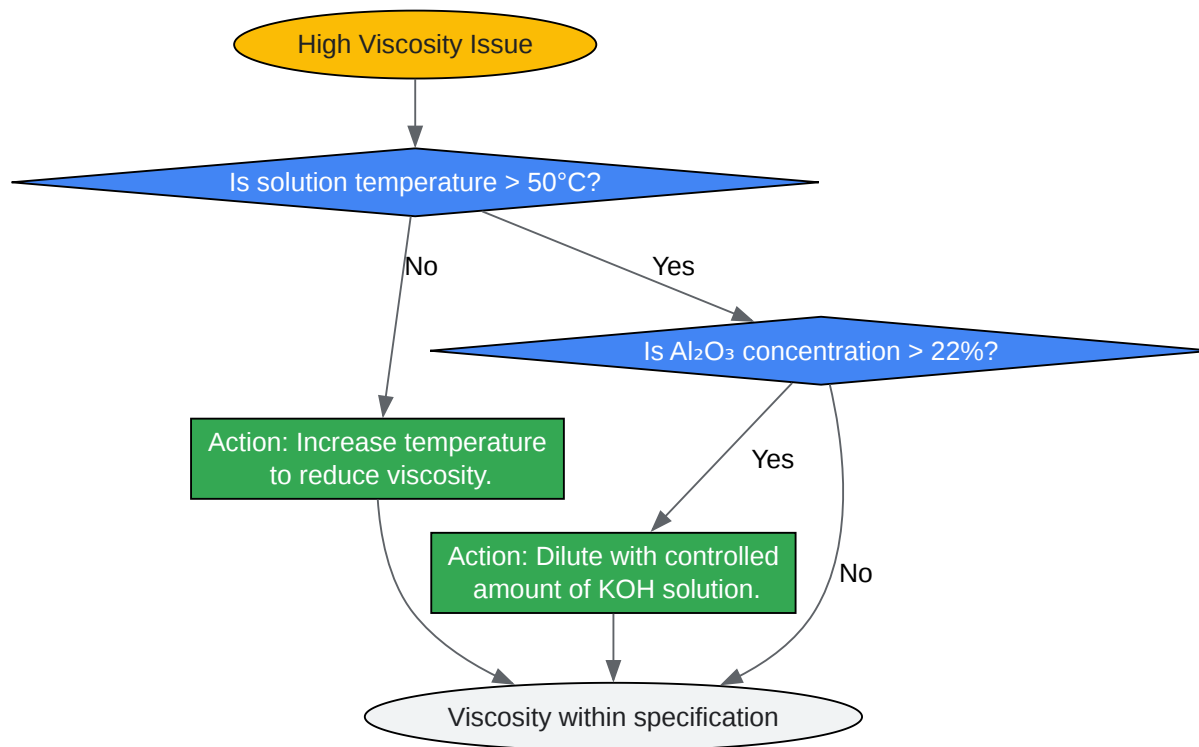 High Viscosity Issue
Is solution temperature > 50°C?
No
Yes
Is Al₂O₃ concentration > 22%?
Action: Increase temperature
to reduce viscosity.
Yes
Action: Dilute with controlled
amount of KOH solution.
No
Viscosity within specification